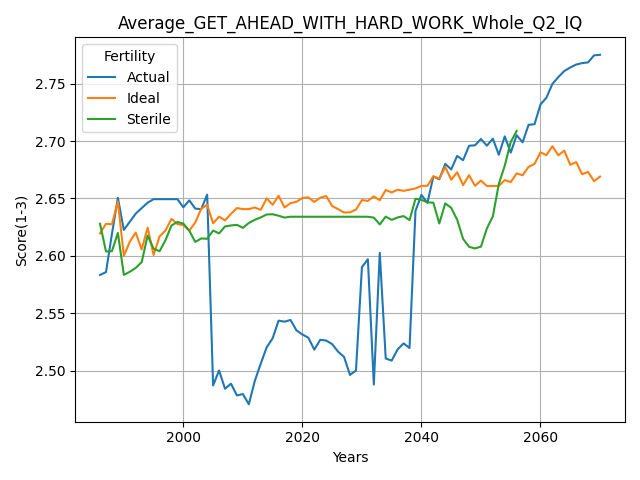 Average_GET_AHEAD_WITH_HARD_WORK_Whole_Q2_IQ
Fertility
Actual
Ideal
Sterile
Score(1-3)
2.75
2.70
2.65
2.60
2.55
2.50
2000
2020
2040
2060
Years